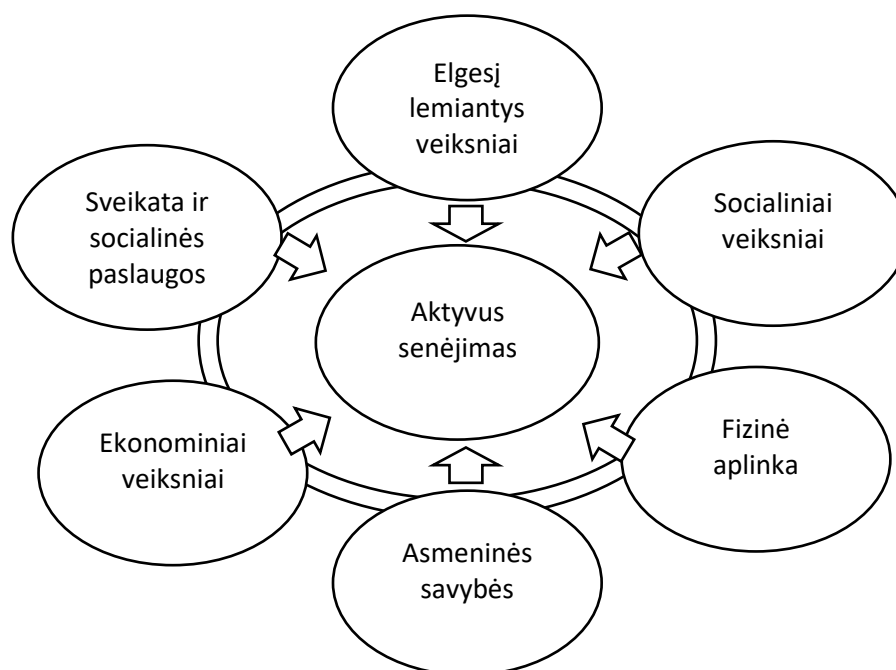 Elgesį
lemiantys
veiksniai
Sveikata ir
socialinės
paslaugos
Socialiniai
veiksniai
Aktyvus
senėjimas
Ekonominiai
veiksniai
Fizinė
aplinka
Asmeninės
savybės